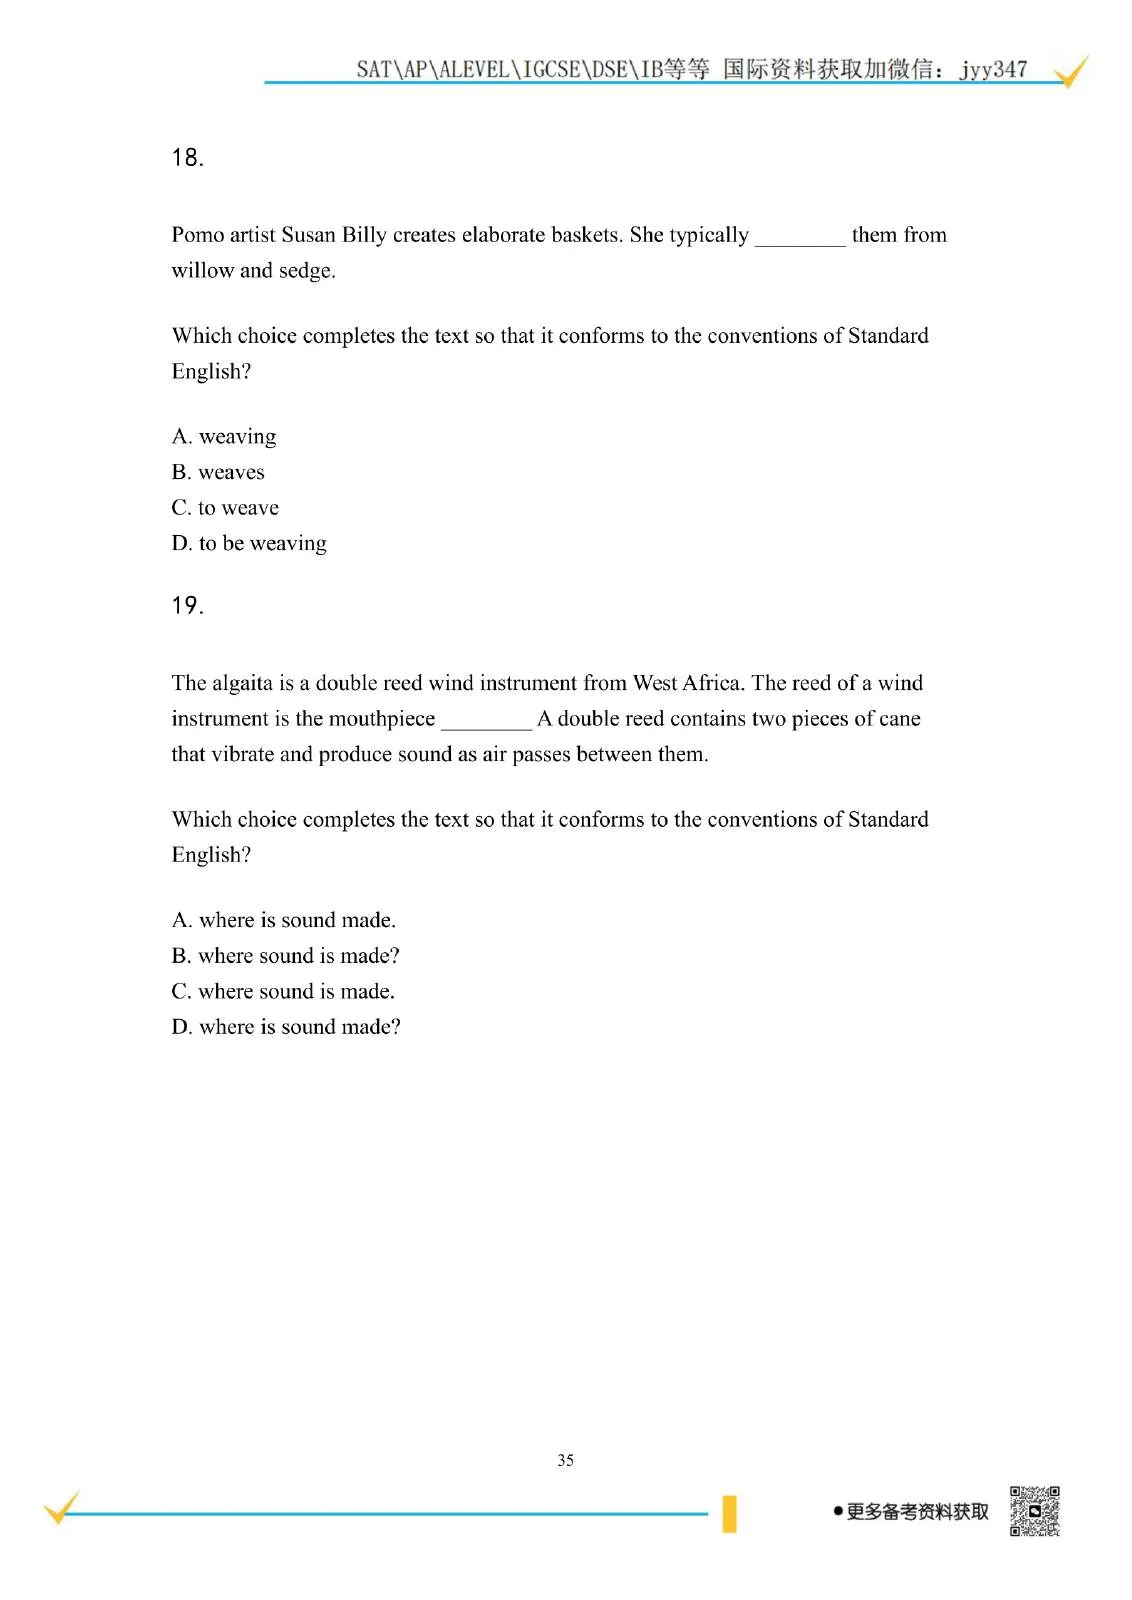 SAT\AP\ALEVEL\IGCSE\DSE\IB等等 国际资料获取加微信：jyy347
18.
Pomo artist Susan Billy creates elaborate baskets. She typically ________ them from
willow and sedge.
Which choice completes the text so that it conforms to the conventions of Standard
English?
A. weaving
B. weaves
C. to weave
D. to be weaving
19.
The algaita is a double reed wind instrument from West Africa. The reed of a wind
instrument is the mouthpiece ________ A double reed contains two pieces of cane
that vibrate and produce sound as air passes between them.
Which choice completes the text so that it conforms to the conventions of Standard
English?
A. where is sound made.
B. where sound is made?
C. where sound is made.
D. where is sound made?
35
●更多备考资料获取